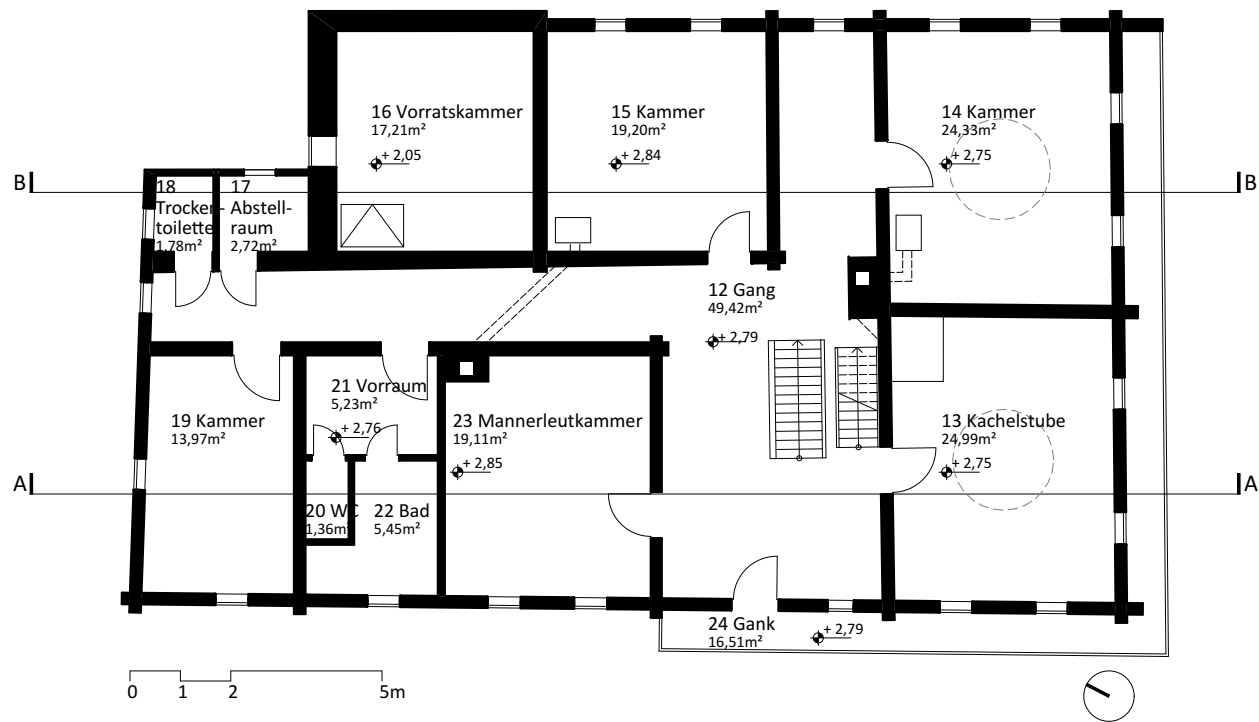 16 Vorratskammer
17,21m²
+ 2,05
15 Kammer
19,20m²
+ 2,84
14 Kammer
24,33m²
+ 2,75
B
B
18
Trocken-
toilette
1,78m²
17
Abstell-
raum
2,72m²
12 Gang
49,42m²
+ 2,79
19 Kammer
13,97m²
21 Vorraum
5,23m²
+ 2,76
23 Mannerleutkammer
19,11m²
+ 2,85
13 Kachelstube
24,99m²
+ 2,75
A
A
20 WC
1,36m²
22 Bad
5,45m²
24 Gank
16,51m²
+ 2,79
0 1 2 5m